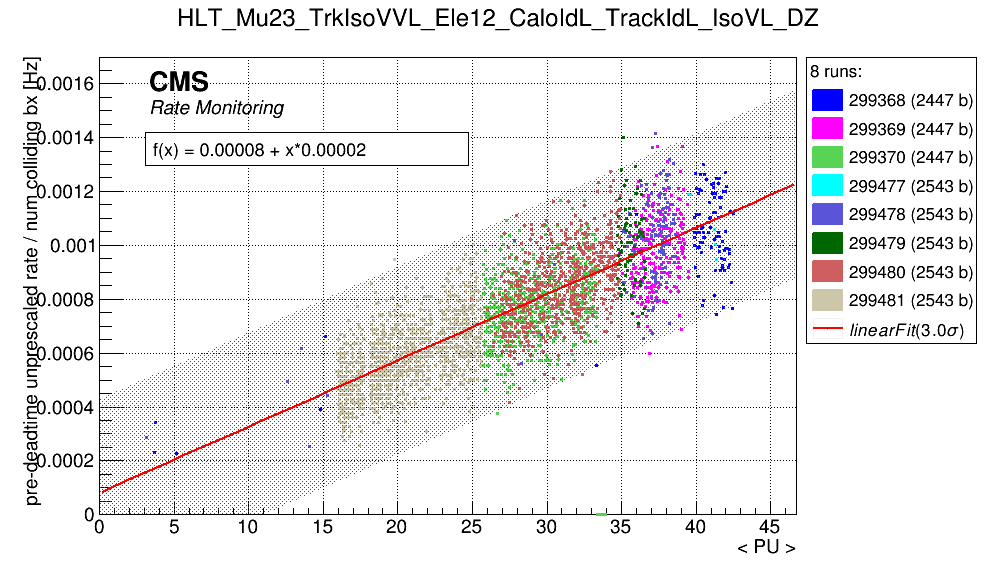 HLT_Mu23_TrkIsoVVL_Ele12_CaloIdL_TrackIdL_IsoVL_DZ
pre-deadtime unprescaled rate / num colliding bx [Hz]
0.0016
0.0014
0.0012
0.001
0.0008
0.0006
0.0004
0.0002
0
CMS
Rate Monitoring
f(x) = 0.00008 + x*0.00002
0 5 10 15 20 25 30 35 40 45
< PU >
8 runs:
299368 (2447 b)
299369 (2447 b)
299370 (2447 b)
299477 (2543 b)
299478 (2543 b)
299479 (2543 b)
299480 (2543 b)
299481 (2543 b)
linearFit(3.0σ)